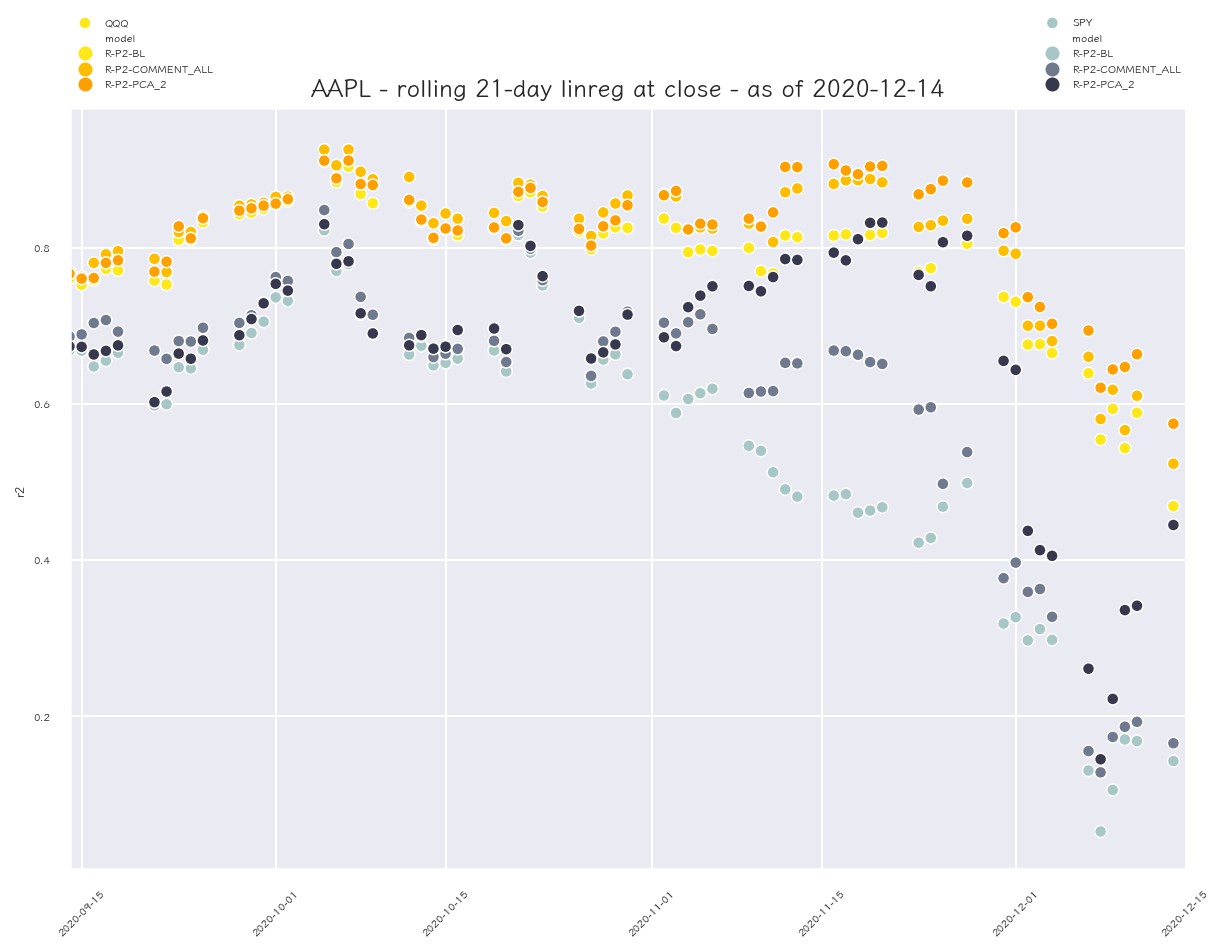 QQQ
model
R-P2-BL
R-P2-COMMENT_ALL
R-P2-PCA_2
SPY
model
R-P2-BL
R-P2-COMMENT_ALL
R-P2-PCA_2
AAPL - rolling 21-day linreg at close - as of 2020-12-14
0.8
0.6
0.4
0.2
r2
2020-09-15
2020-10-01
2020-10-15
2020-11-01
2020-11-15
2020-12-01
2020-12-15